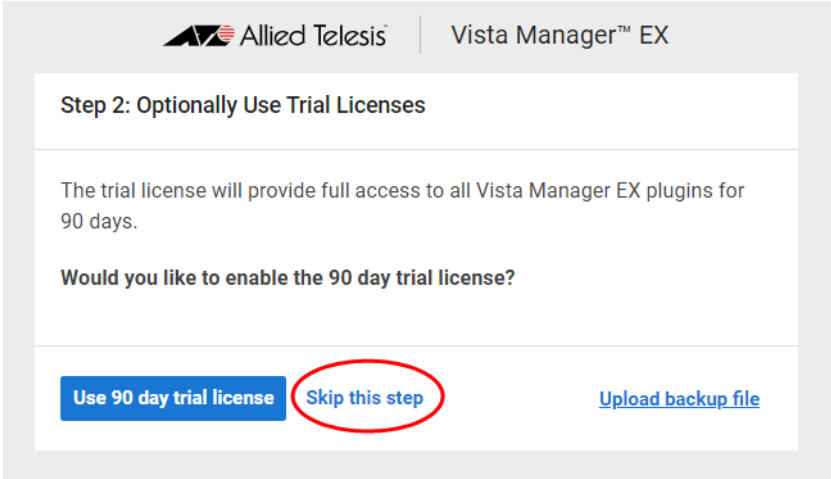 Allied Telesis Vista Manager™ EX
Step 2: Optionally Use Trial Licenses
The trial license will provide full access to all Vista Manager EX plugins for
90 days.
Would you like to enable the 90 day trial license?
Use 90 day trial license Skip this step Upload backup file